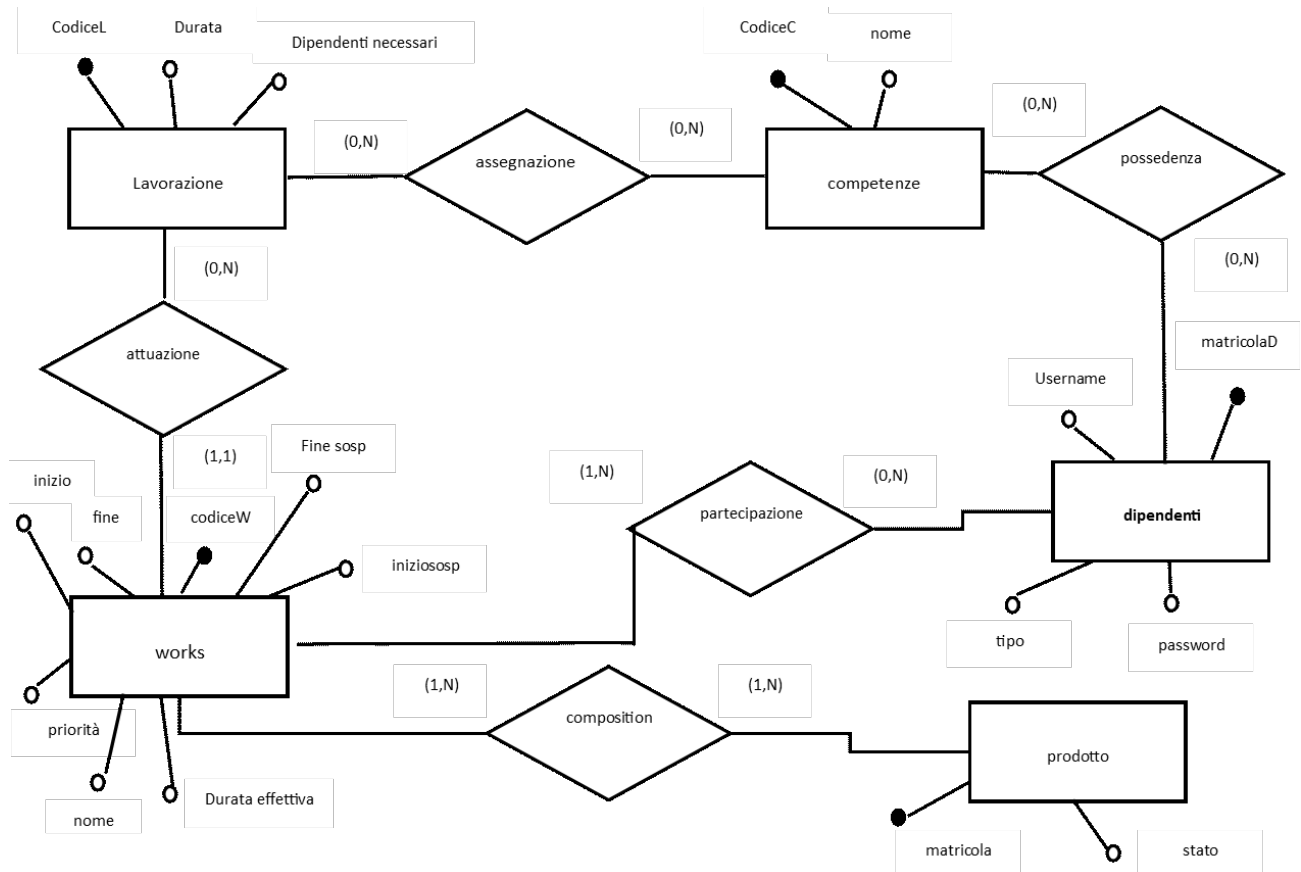 CodiceL
Durata
Dipendenti necessari
CodiceC
nome
(0,N)
(0,N)
(0,N)
assegnazione
possedenza
Lavorazione
competenze
(0,N)
(0,N)
attuazione
matricolaD
Username
(1,1)
Fine sosp
inizio
fine
codiceW
(1,N)
(0,N)
partecipazione
dipendenti
iniziososp
works
tipo
password
(1,N)
(1,N)
composition
priorità
prodotto
Durata effettiva
nome
matricola
stato